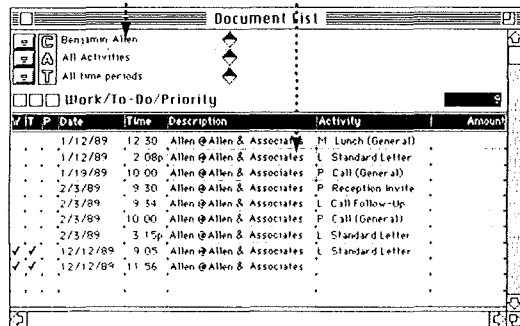 Document List
C Benjamin Allen
A All Activities
T All time periods
Work/To-Do/Priority 9
√ T P Date Time Description Activity Amount
1/12/89 12 30 Allen @ Allen & Associates M Lunch (General)
1/12/89 2 08p Allen @ Allen & Associates L Standard Letter
1/19/89 10 00 Allen @ Allen & Associates P Call (General)
2/3/89 9 30 Allen @ Allen & Associates P Reception Invite
2/3/89 9 34 Allen @ Allen & Associates L Call Follow-Up
2/3/89 10 00 Allen @ Allen & Associates P Call (General)
2/3/89 3 15p Allen @ Allen & Associates L Standard Letter
√ √ 12/12/89 9 05 Allen @ Allen & Associates L Standard Letter
√ √ 12/12/89 11 56 Allen @ Allen & Associates